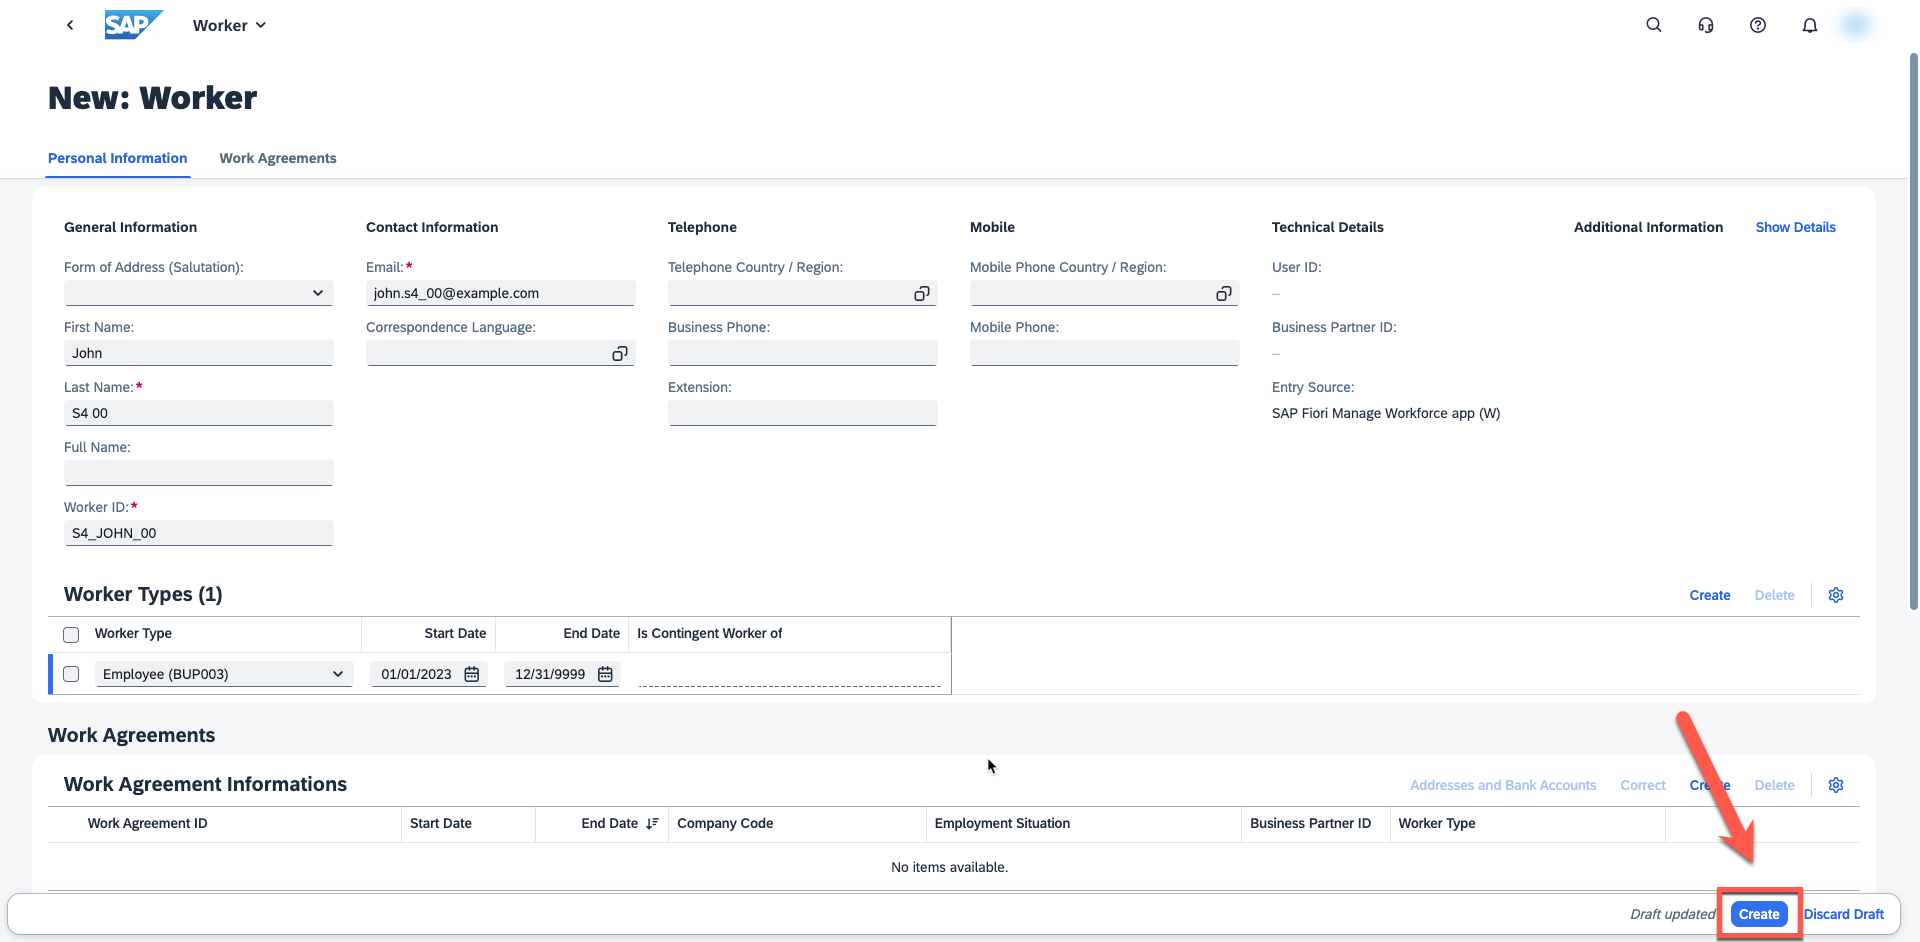 SAP
Worker
New: Worker
Personal Information Work Agreements
General Information Contact Information Telephone Mobile Technical Details Additional Information Show Details
Form of Address (Salutation): Email:* Telephone Country / Region: Mobile Phone Country / Region: User ID:
john.s4_00@example.com –
First Name: Correspondence Language: Business Phone: Mobile Phone: Business Partner ID:
John –
Last Name:* Extension: Entry Source:
S4 00 SAP Fiori Manage Workforce app (W)
Full Name:
Worker ID:*
S4_JOHN_00
Worker Types (1) Create Delete
Worker Type Start Date End Date Is Contingent Worker of
Employee (BUP003) 01/01/2023 12/31/9999
Work Agreements
Work Agreement Informations Addresses and Bank Accounts Correct Create Delete
Work Agreement ID Start Date End Date Company Code Employment Situation Business Partner ID Worker Type
No items available.
Draft updated Create Discard Draft